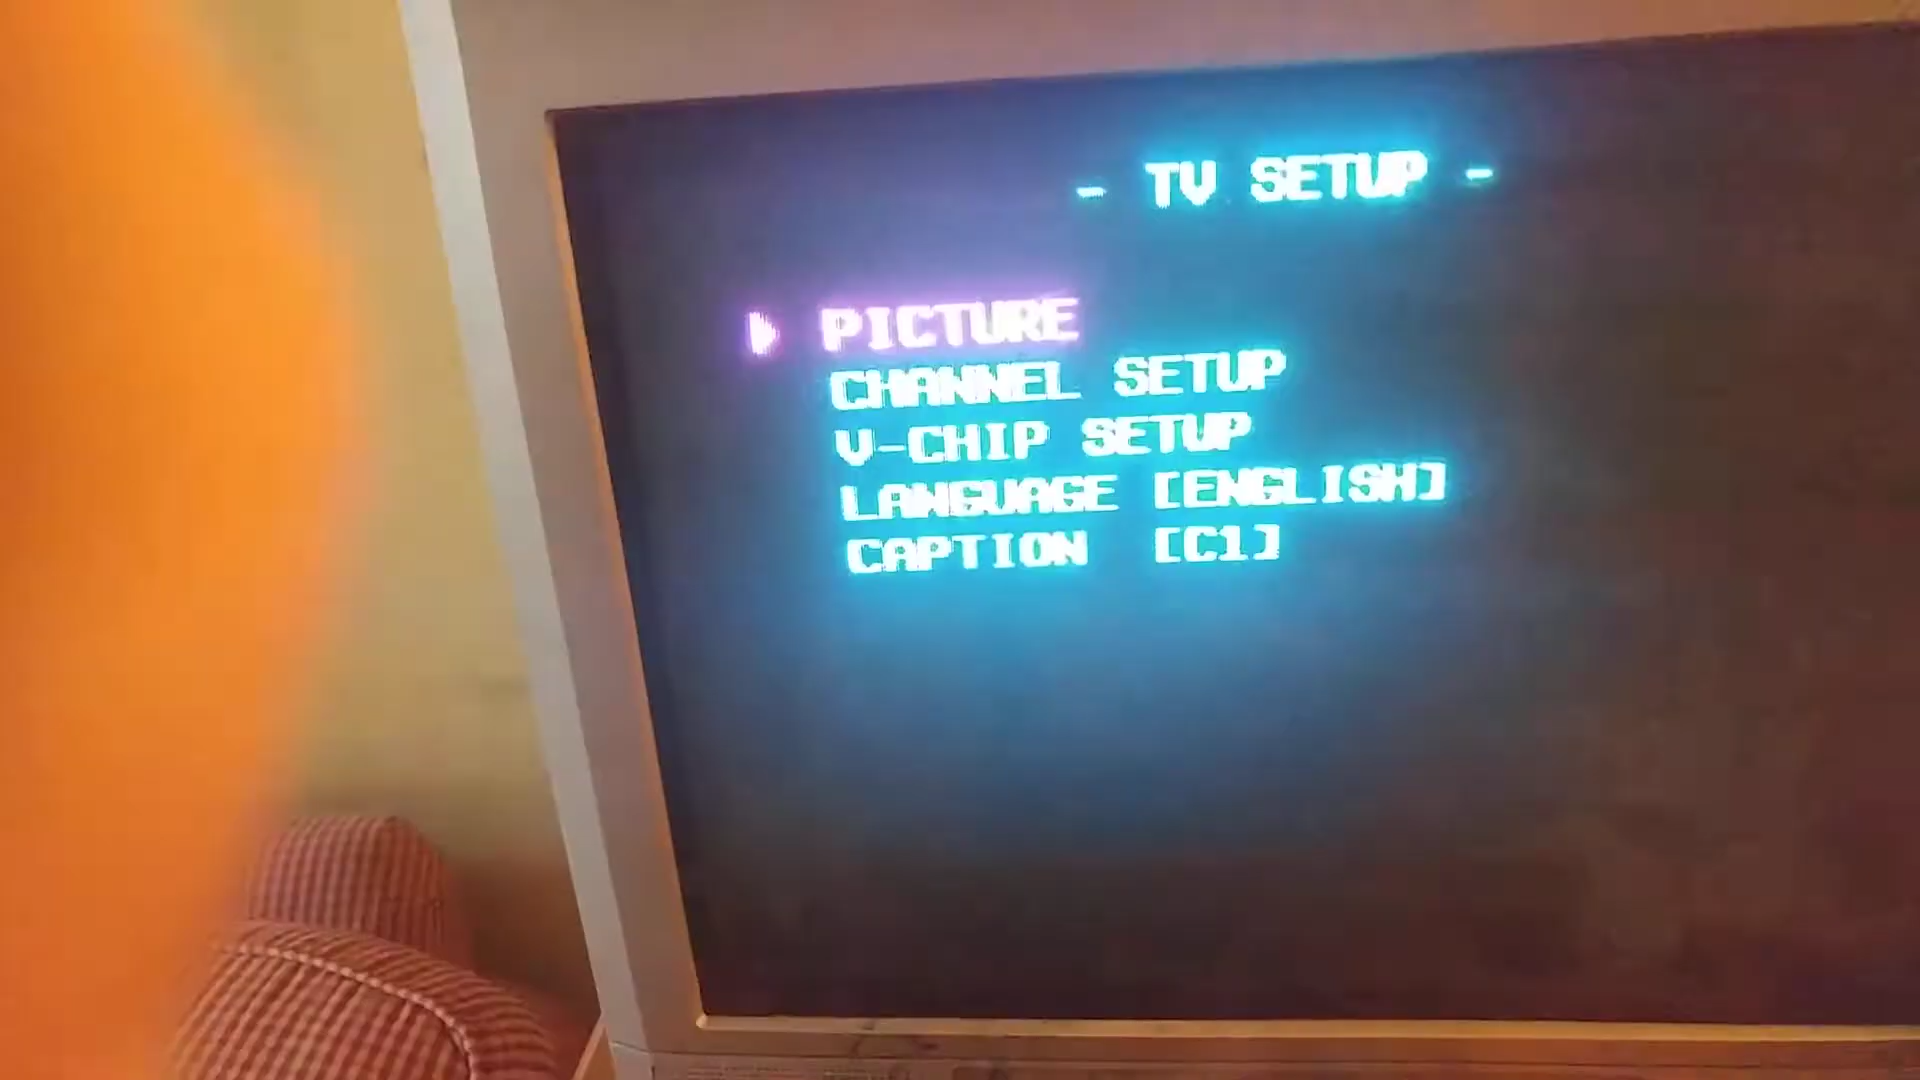 - TV SETUP -
PICTURE
CHANNEL SETUP
V-CHIP SETUP
LANGUAGE [ENGLISH]
CAPTION [C1]